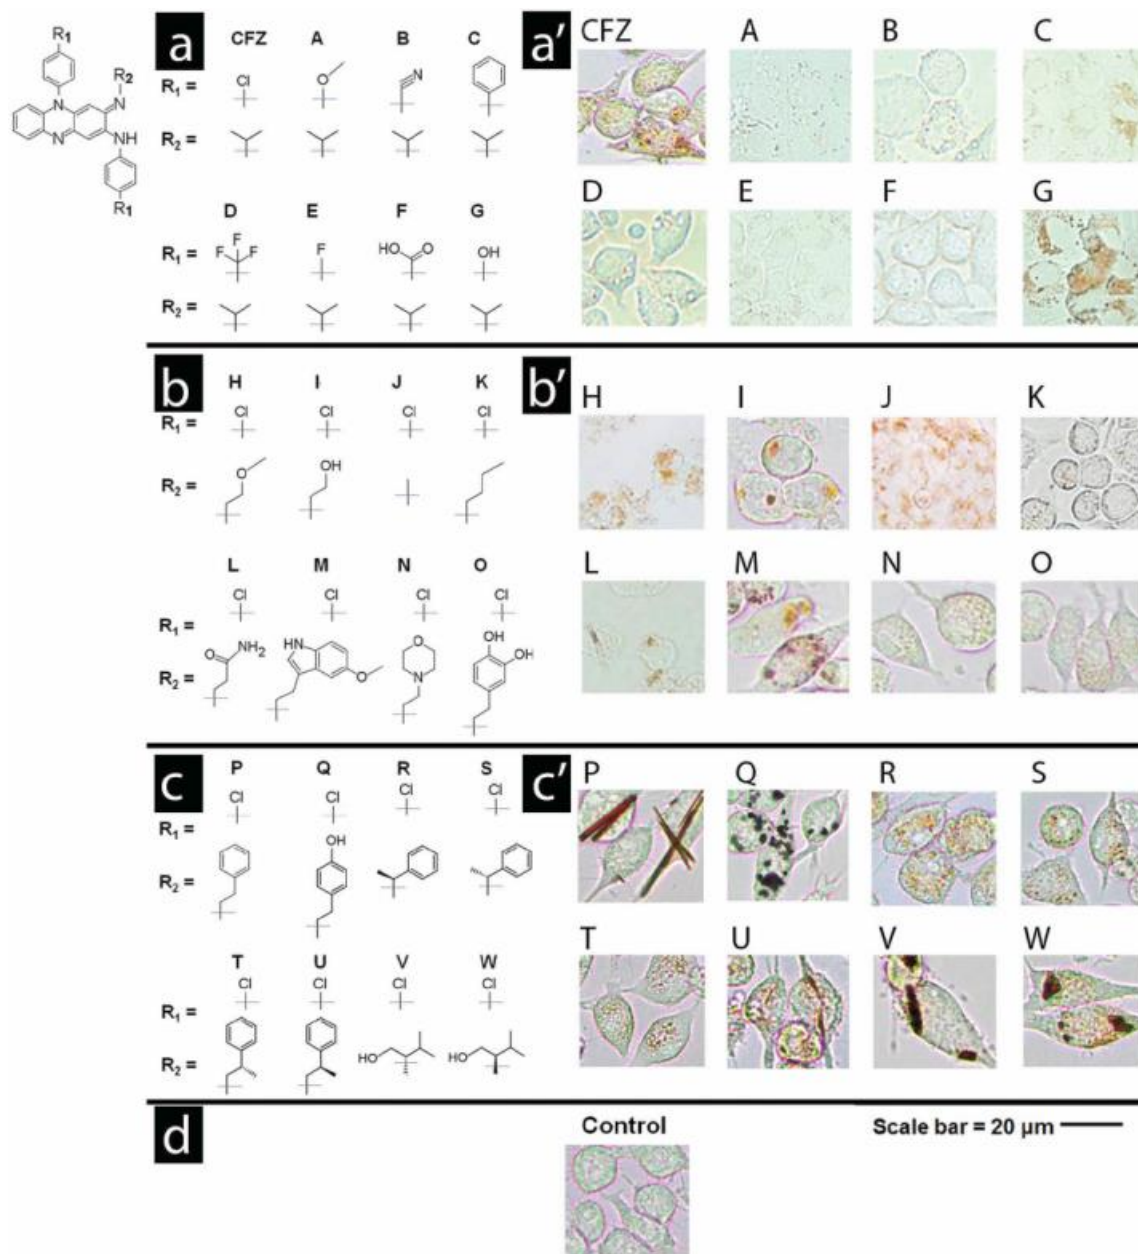 a CFZ A B C a′ CFZ A B C
R1
R2
R1 = Cl O N
N N
R2 =
N NH
R1
D E F G D E F G
R1 = F F F F HO O OH
R2 =
b H I J K b′ H I J K
R1 = Cl Cl Cl Cl
R2 = O OH
L M N O L M N O
R1 = Cl Cl Cl Cl
R2 = O NH2 HN O O N OH OH
c P Q R S c′ P Q R S
R1 = Cl Cl Cl Cl
R2 = OH
T U V W T U V W
R1 = Cl Cl Cl Cl
R2 = HO HO
d Control Scale bar = 20 μm